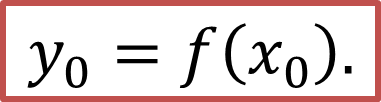 y₀ = f(x₀).